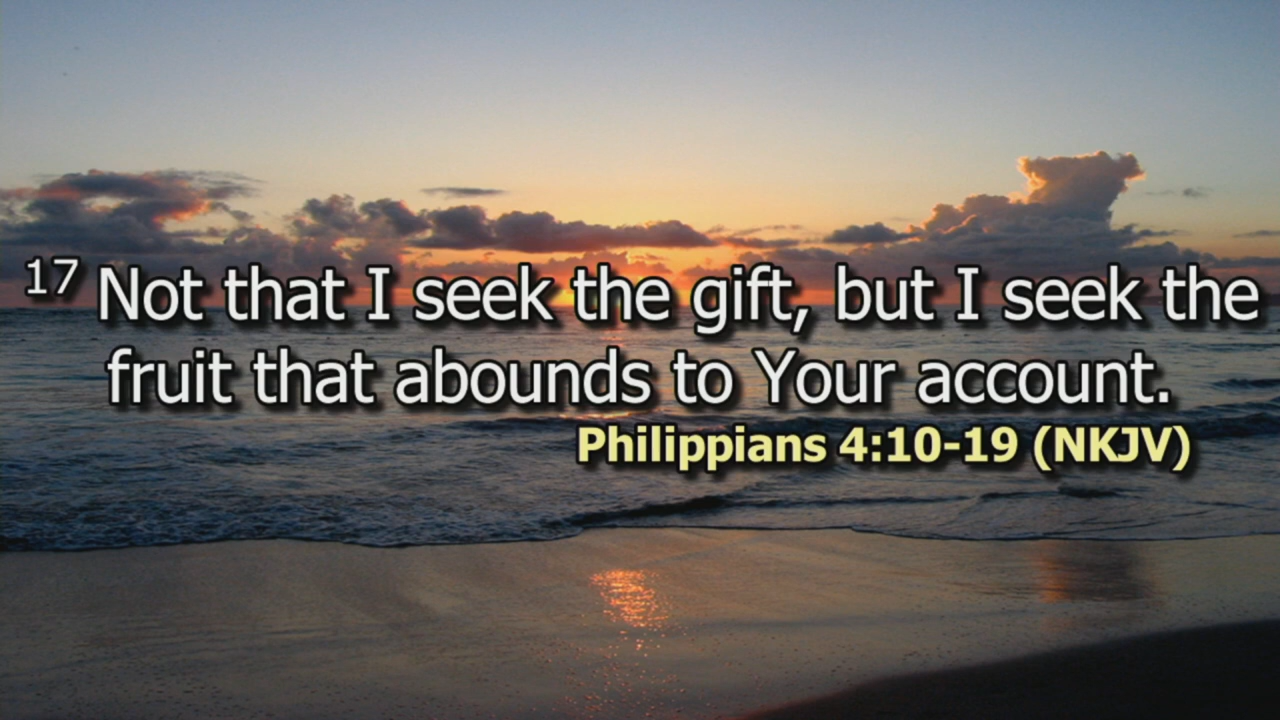 17 Not that I seek the gift, but I seek the
fruit that abounds to Your account.
Philippians 4:10-19 (NKJV)